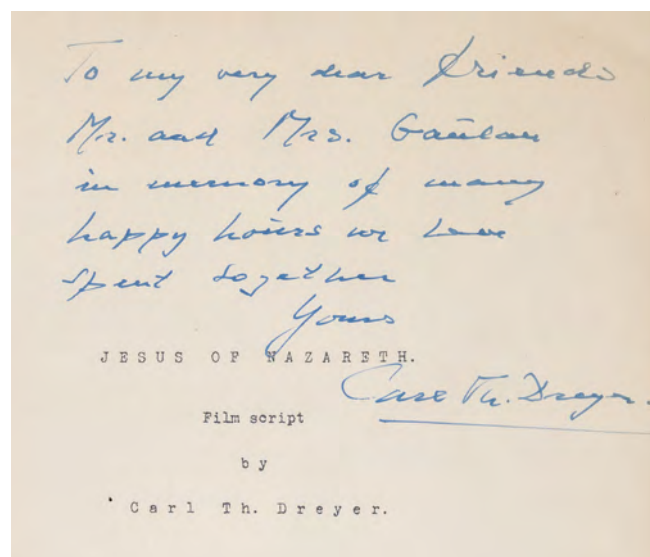 To my very dear friends
Mr. and Mrs.
in memory of many
happy hours we have
spent together
Yours
JESUS OF NAZARETH.
Carl Th. Dreyer.
Film script
by
Carl Th. Dreyer.